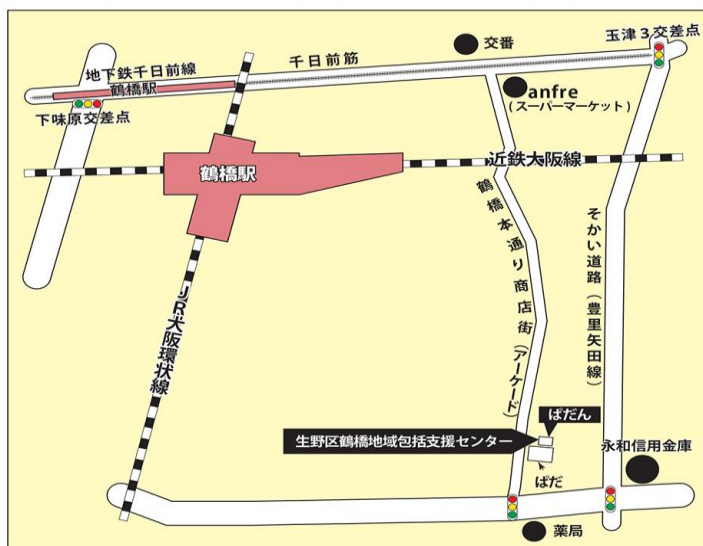 玉津３交差点
交番
千日前筋
地下鉄千日前線
鶴橋駅
anfre
(スーパーマーケット)
下味原交差点
近鉄大阪線
鶴橋駅
鶴橋本通り商店街(アーケード)
そかい道路(豊里矢田線)
JR大阪環状線
ぱだん
生野区鶴橋地域包括支援センター
永和信用金庫
ぱだ
薬局